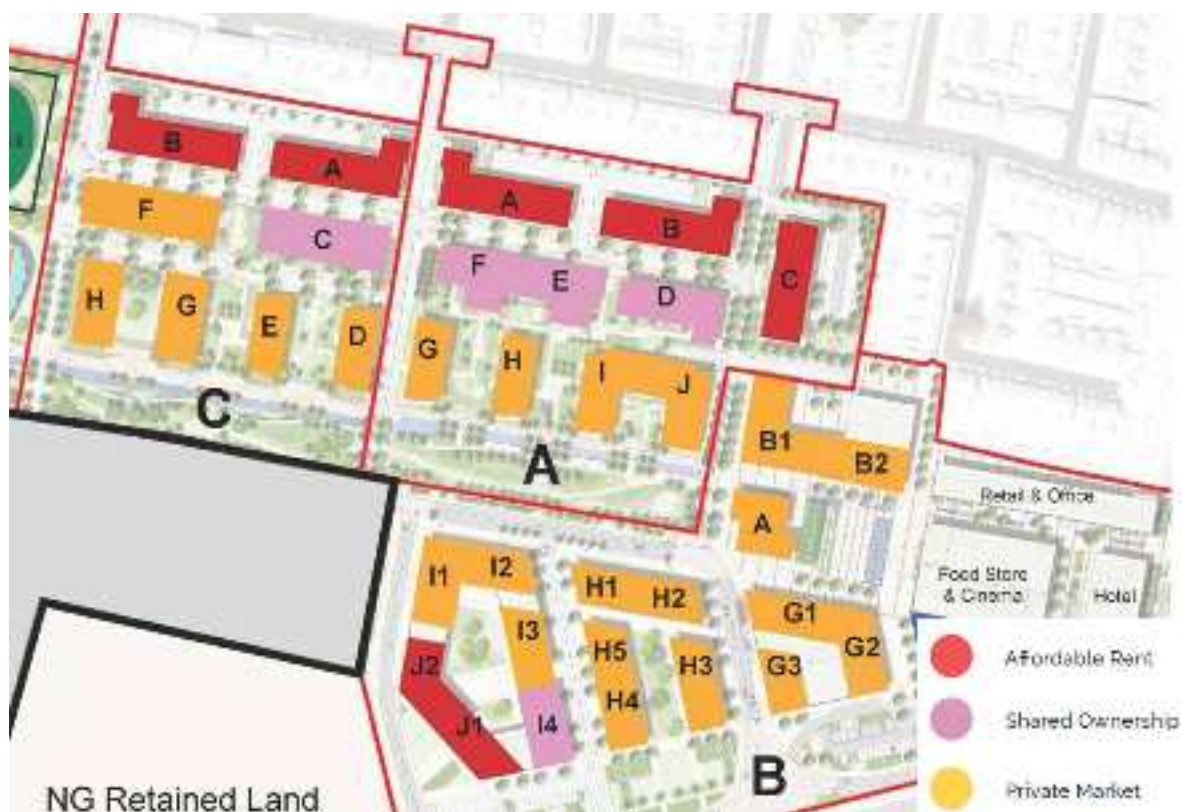 B
A
A
B
C
F
C
F
E
D
H
G
E
D
G
H
I
J
C
A
B1
B2
A
Retail & Office
Food Store
& Cinema
Hotel
I1
I2
I3
I4
J2
J1
H1
H2
H5
H4
H3
G1
G2
G3
B
NG Retained Land
Affordable Rent
Shared Ownership
Private Market